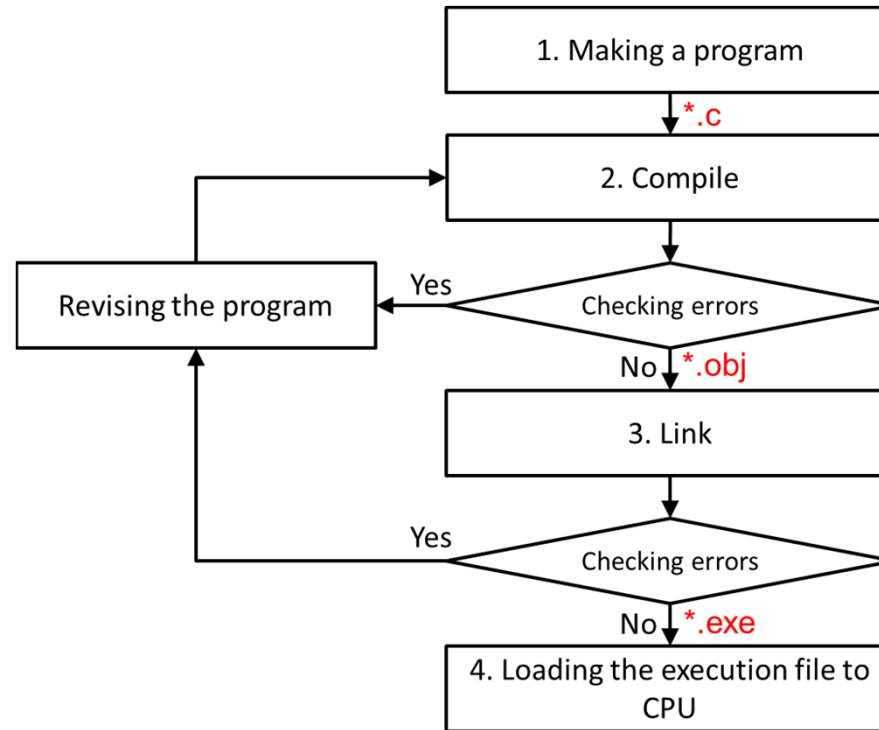 1. Making a program
*.c
2. Compile
Yes
Revising the program
Checking errors
No
*.obj
3. Link
Yes
Checking errors
No
*.exe
4. Loading the execution file to
CPU